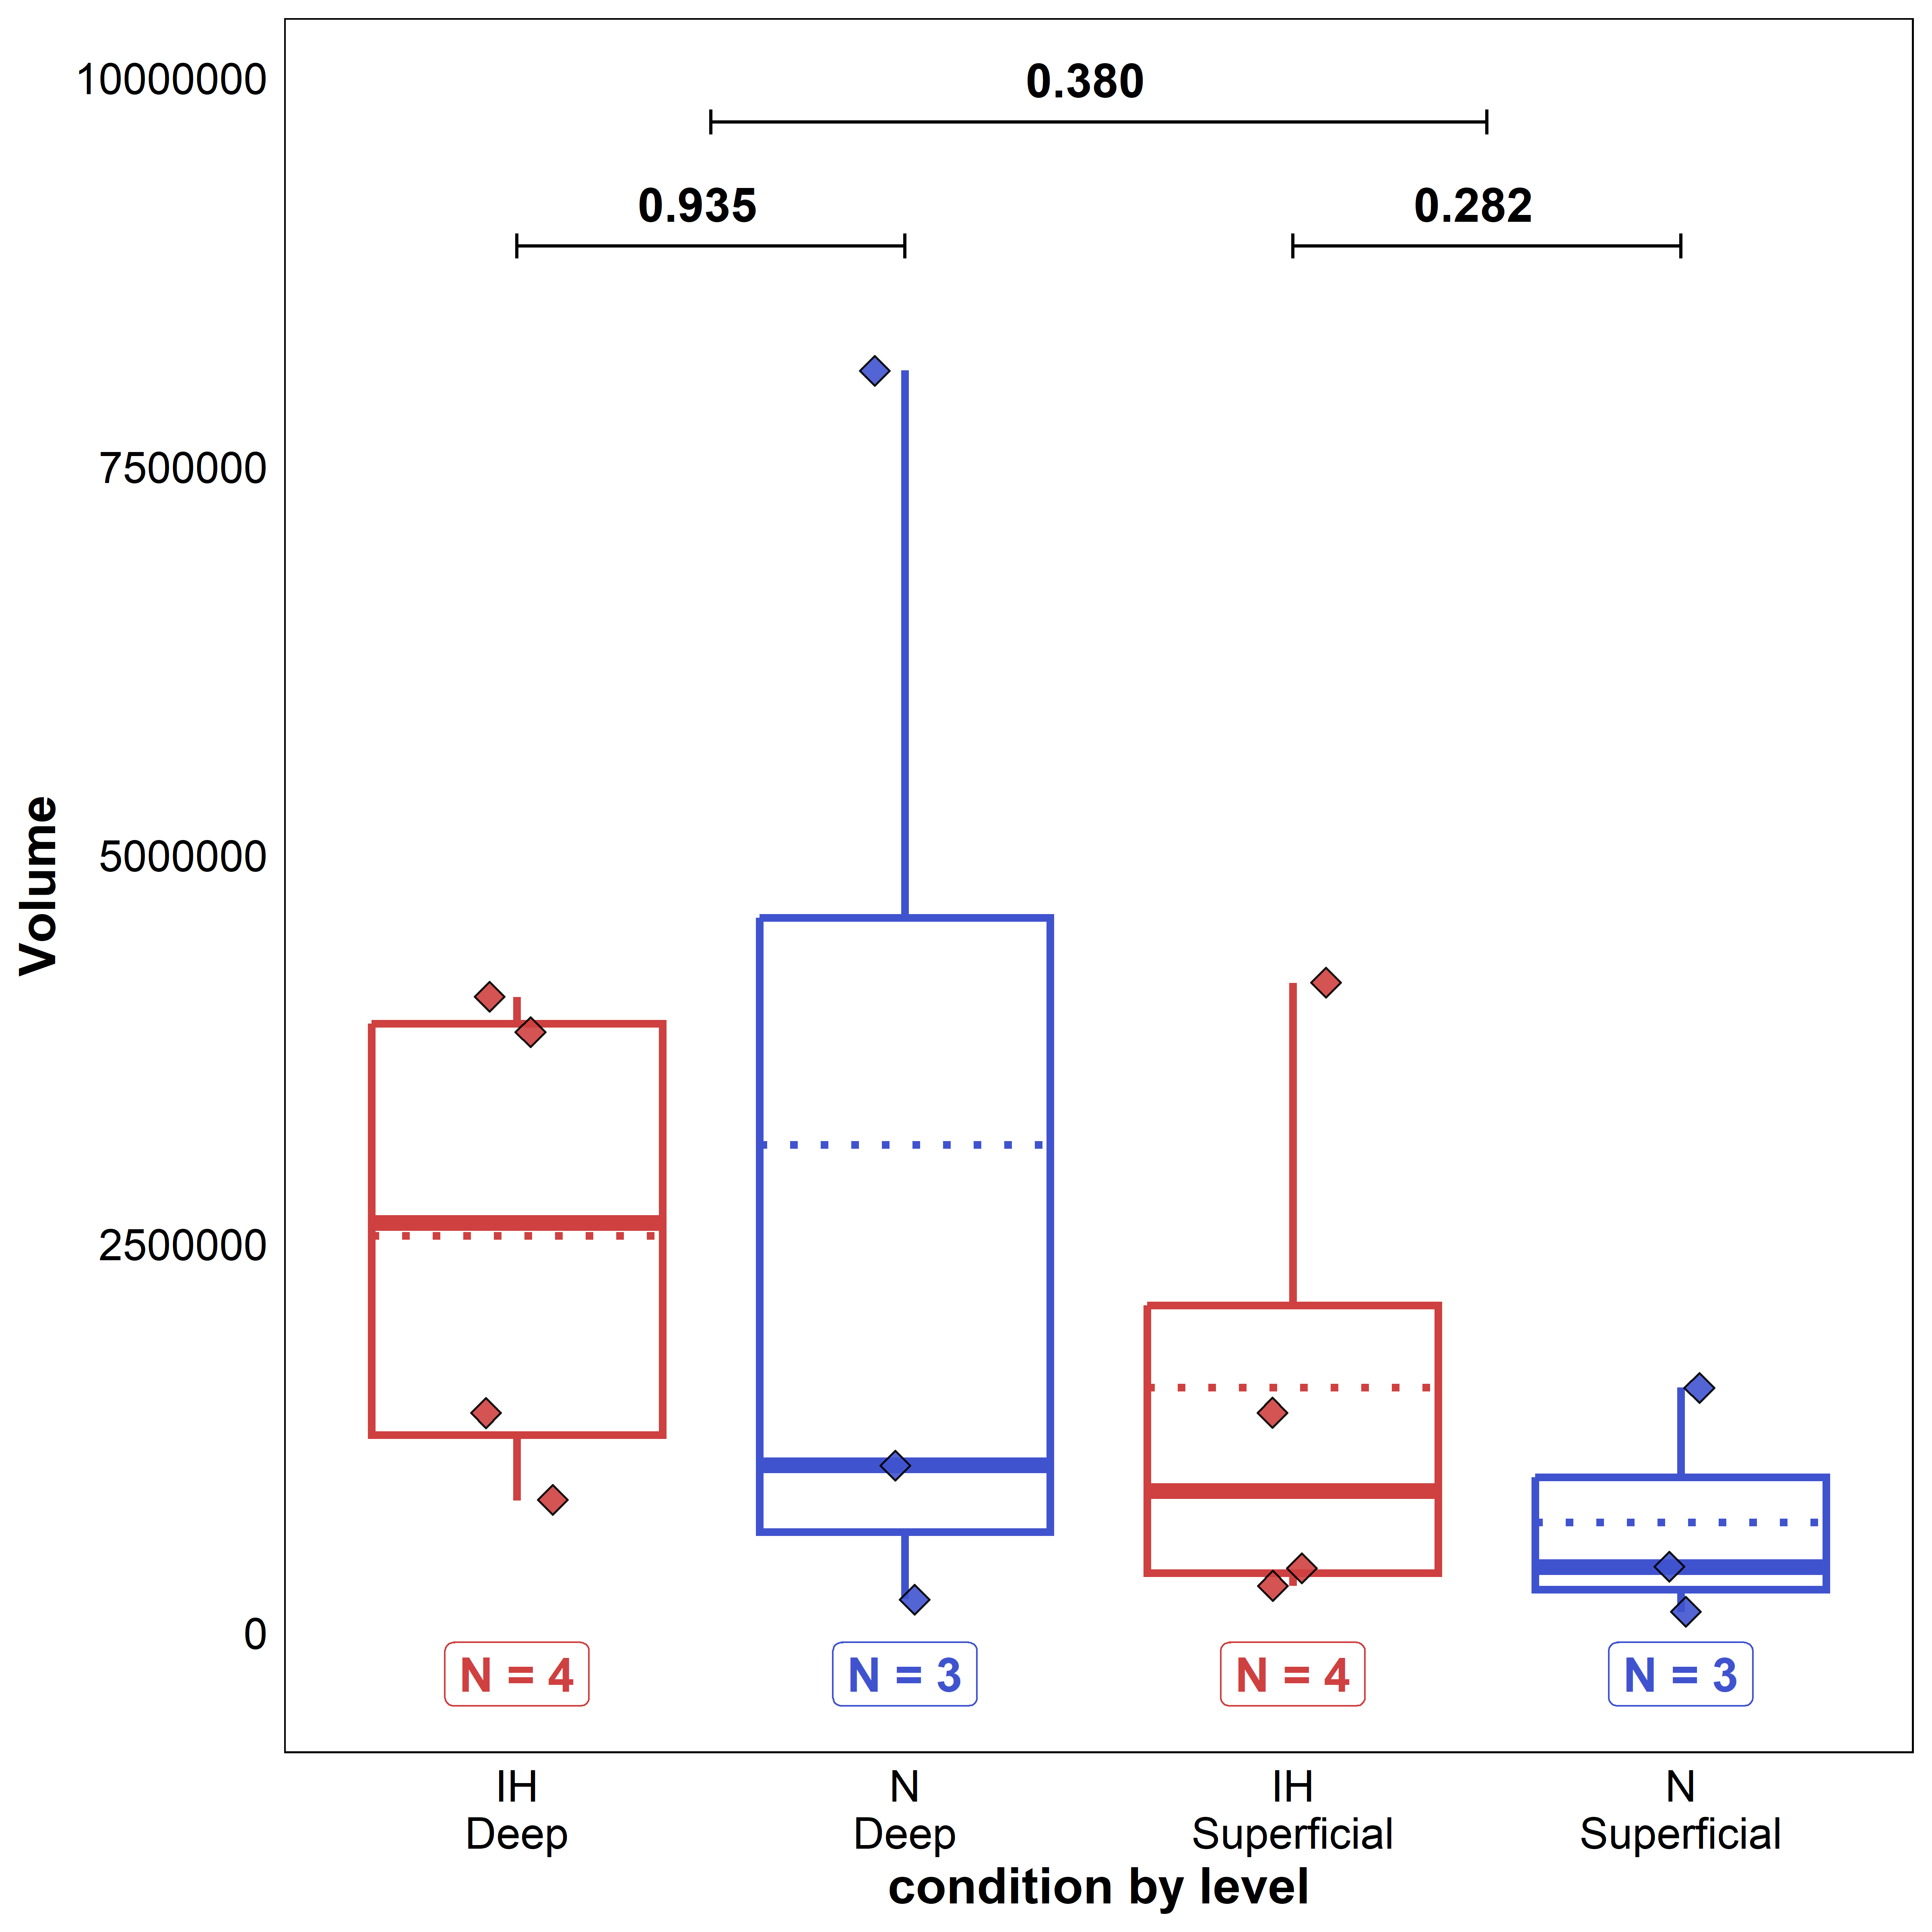 10000000
7500000
5000000
2500000
0
Volume
0.380
0.935
0.282
N = 4
N = 3
N = 4
N = 3
IH
Deep
N
Deep
IH
Superficial
N
Superficial
condition by level